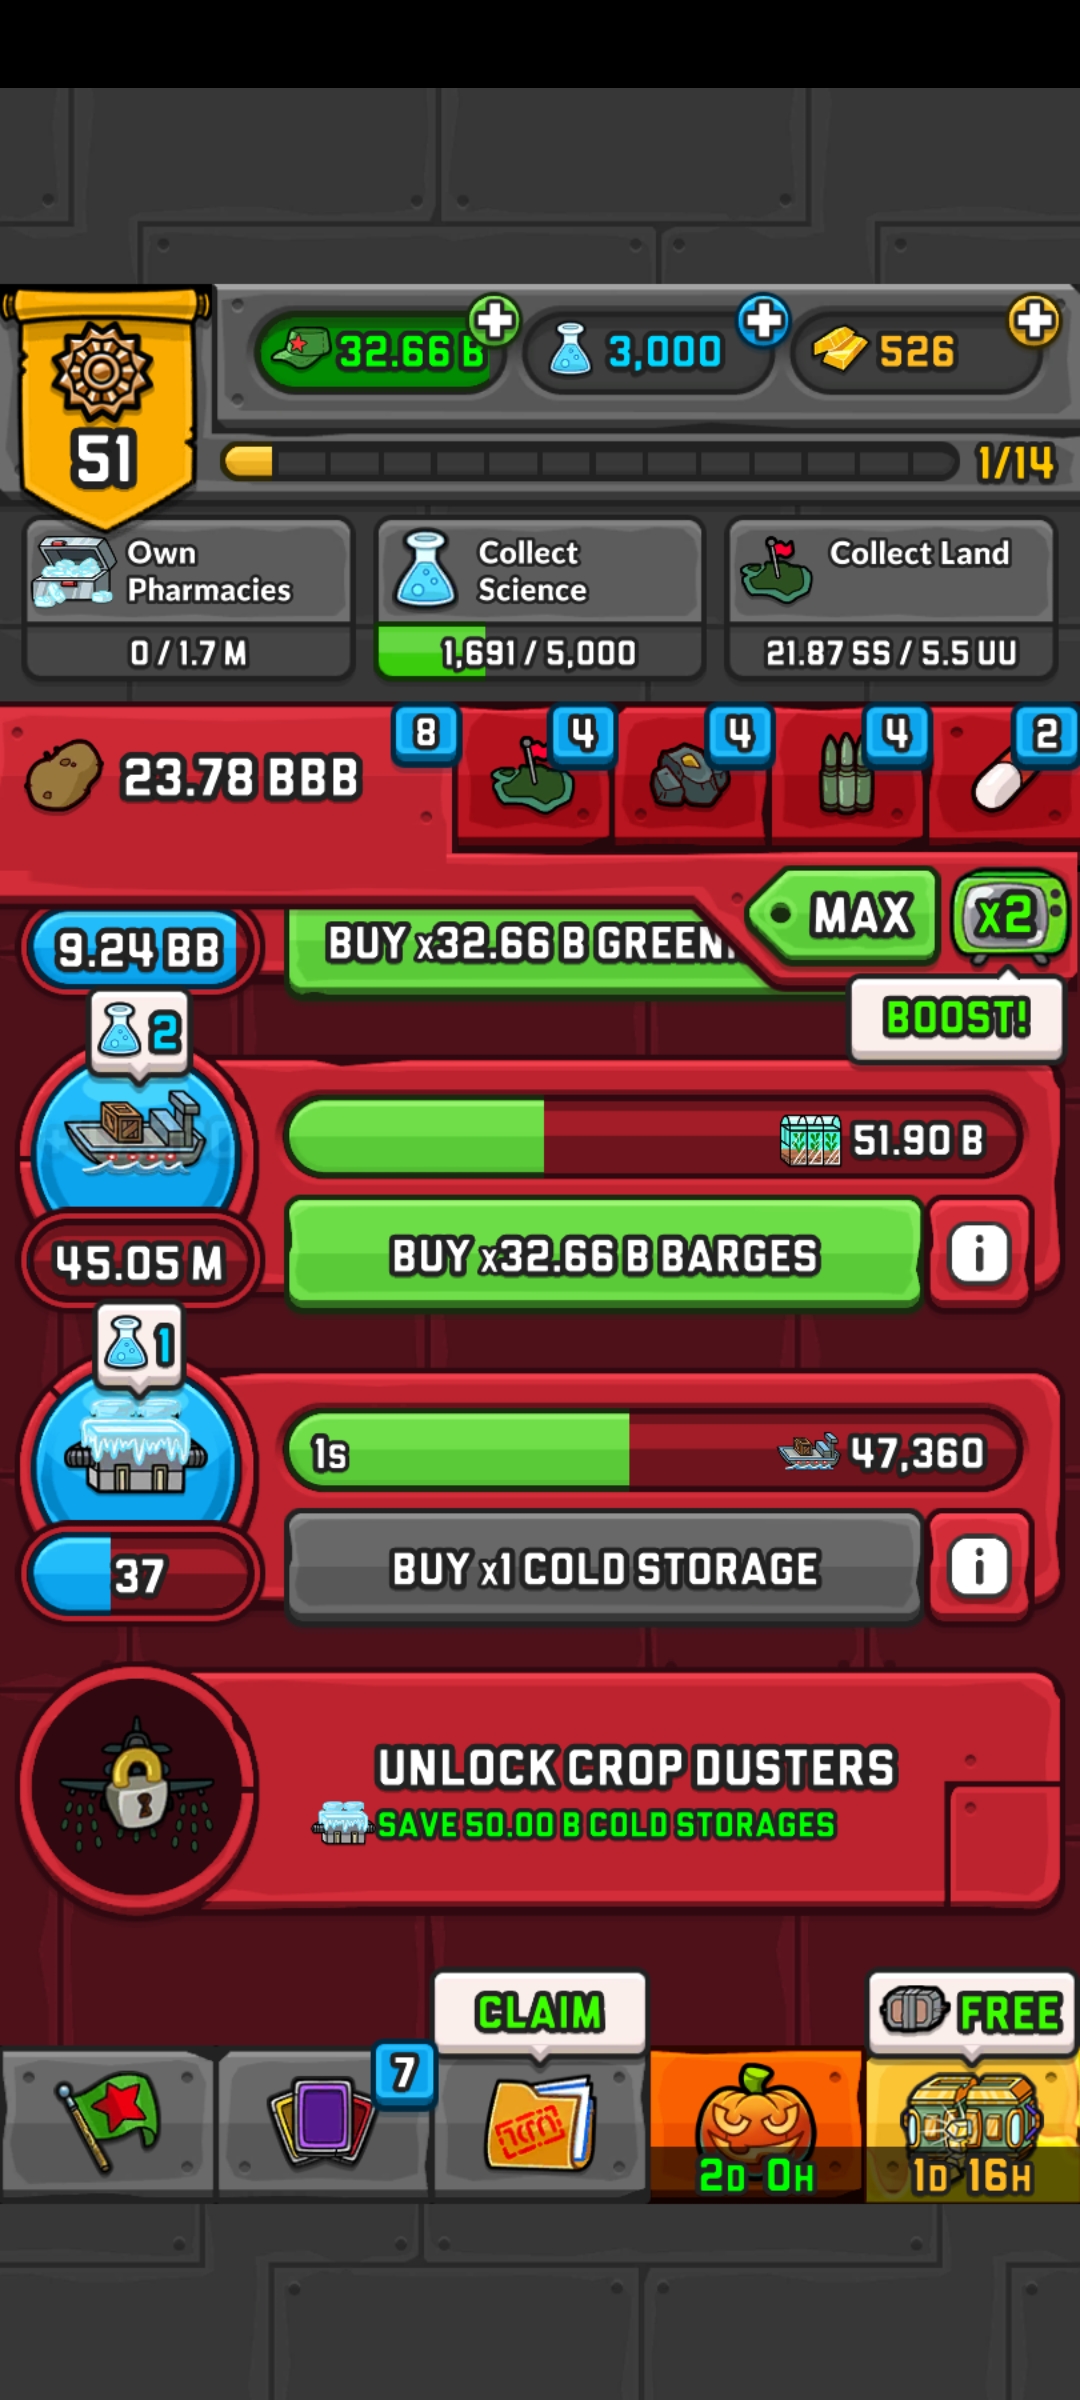 32.66 B
3,000
526
51
1/14
Own
Pharmacies
0 / 1.7 M
Collect
Science
1,691 / 5,000
Collect Land
21.87 SS / 5.5 UU
23.78 BBB
8
4
4
4
2
MAX
x2
BOOST!
9.24 BB
BUY x32.66 B GREEN
2
51.90 B
45.05 M
BUY x32.66 B BARGES
i
1
1s
47,360
37
BUY x1 COLD STORAGE
i
UNLOCK CROP DUSTERS
SAVE 50.00 B COLD STORAGES
CLAIM
FREE
7
2D 0H
1D 16H